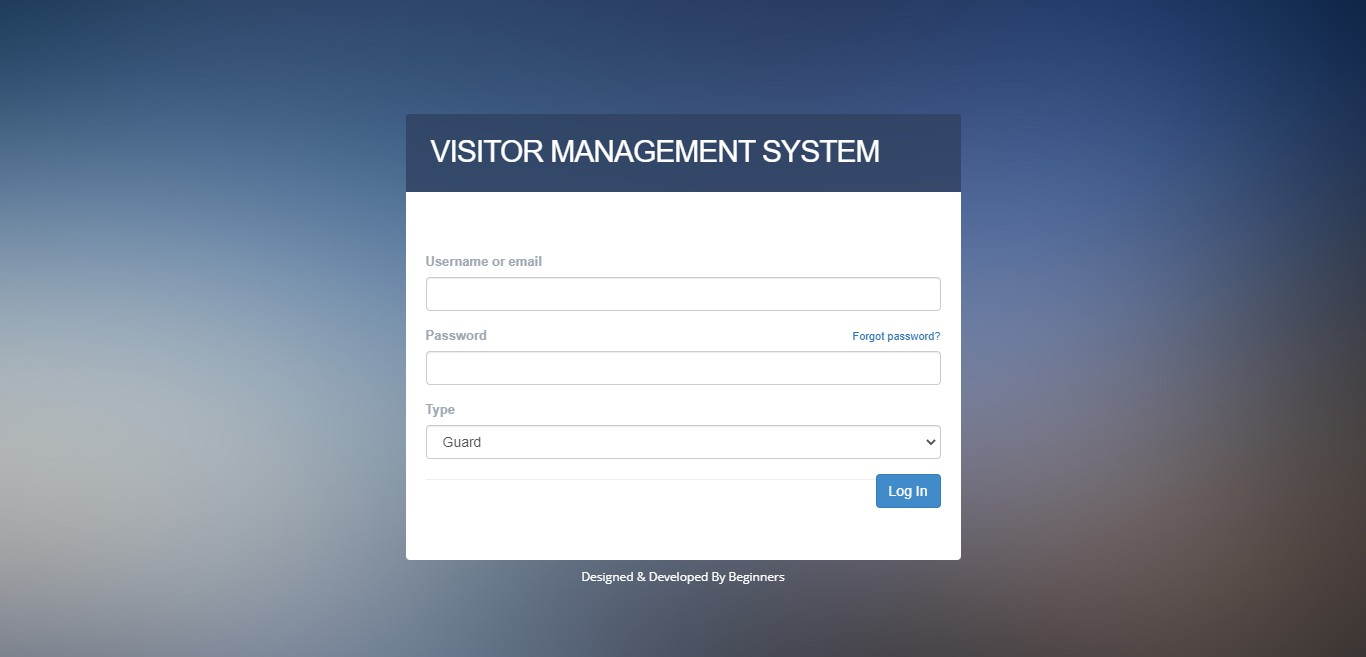 VISITOR MANAGEMENT SYSTEM
Username or email
Password Forgot password?
Type
Guard
Log In
Designed & Developed By Beginners